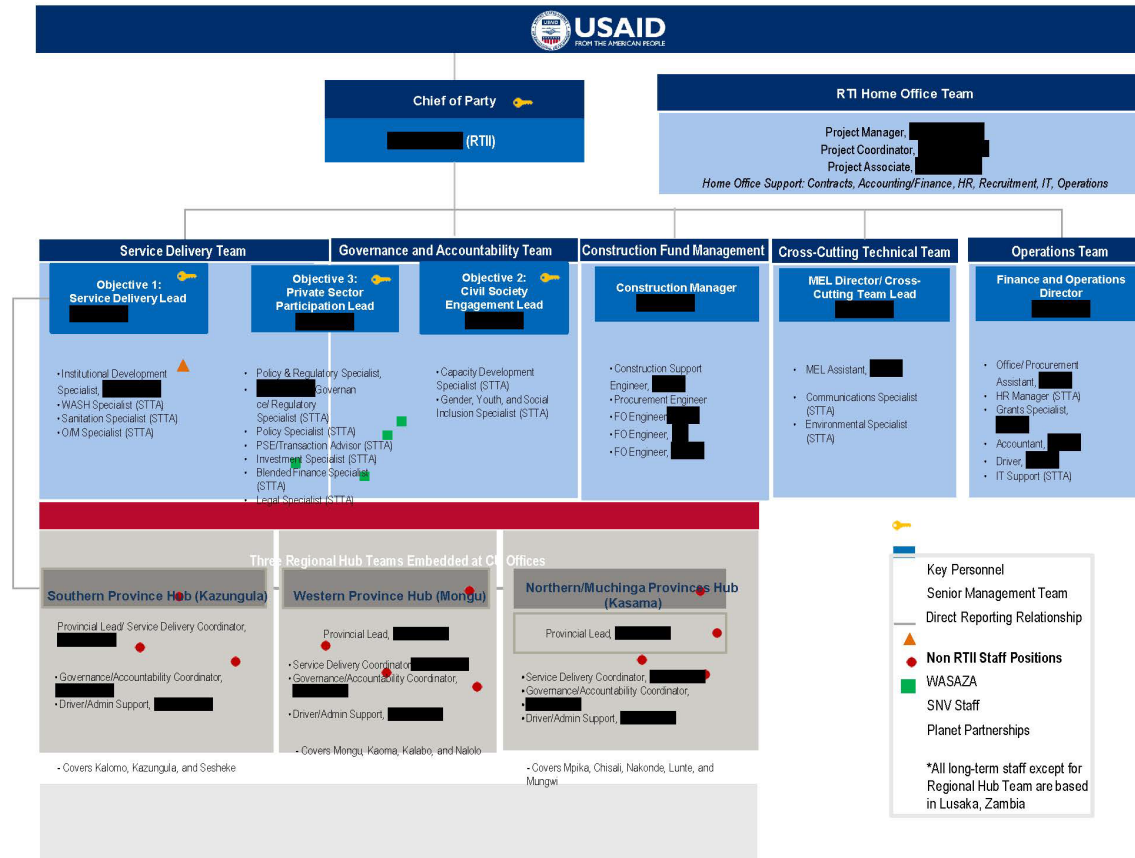 USAID
FROM THE AMERICAN PEOPLE
Chief of Party
(RTII)
RTI Home Office Team
Project Manager,
Project Coordinator,
Project Associate,
Home Office Support: Contracts, Accounting/Finance, HR, Recruitment, IT, Operations
Service Delivery Team
Objective 1:
Service Delivery Lead
•Institutional Development
Specialist,
•WASH Specialist (STTA)
•Sanitation Specialist (STTA)
•O/M Specialist (STTA)
Governance and Accountability Team
Objective 3:
Private Sector
Participation Lead
• Policy & Regulatory Specialist,
• Governan
ce/ Regulatory
Specialist (STTA)
• Policy Specialist (STTA)
• PSE/Transaction Advisor (STTA)
• Investment Specialist (STTA)
• Blended Finance Specialist
(STTA)
• Legal Specialist (STTA)
Objective 2:
Civil Society
Engagement Lead
•Capacity Development
Specialist (STTA)
•Gender, Youth, and Social
Inclusion Specialist (STTA)
Construction Fund Management
Construction Manager
•Construction Support
Engineer,
•Procurement Engineer
•FO Engineer,
•FO Engineer,
•FO Engineer,
Cross-Cutting Technical Team
MEL Director/ Cross-
Cutting Team Lead
• MEL Assistant,
• Communications Specialist
(STTA)
• Environmental Specialist
(STTA)
Operations Team
Finance and Operations
Director
• Office/Procurement
Assistant,
• HR Manager (STTA)
• Grants Specialist,
• Accountant,
• Driver,
• IT Support (STTA)
Three Regional Hub Teams Embedded at CU Offices
Southern Province Hub (Kazungula)
Provincial Lead/ Service Delivery Coordinator,
•Governance/Accountability Coordinator,
•Driver/Admin Support,
- Covers Kalomo, Kazungula, and Sesheke
Western Province Hub (Mongu)
Provincial Lead,
•Service Delivery Coordinator
•Governance/Accountability Coordinator,
•Driver/Admin Support,
- Covers Mongu, Kaoma, Kalabo, and Nalolo
Northern/Muchinga Provinces Hub
(Kasama)
Provincial Lead,
•Service Delivery Coordinator,
•Governance/Accountability Coordinator,
•
•Driver/Admin Support,
- Covers Mpika, Chisali, Nakonde, Lunte, and
Mungwi
Key Personnel
Senior Management Team
Direct Reporting Relationship
Non RTII Staff Positions
WASAZA
SNV Staff
Planet Partnerships
*All long-term staff except for
Regional Hub Team are based
in Lusaka, Zambia